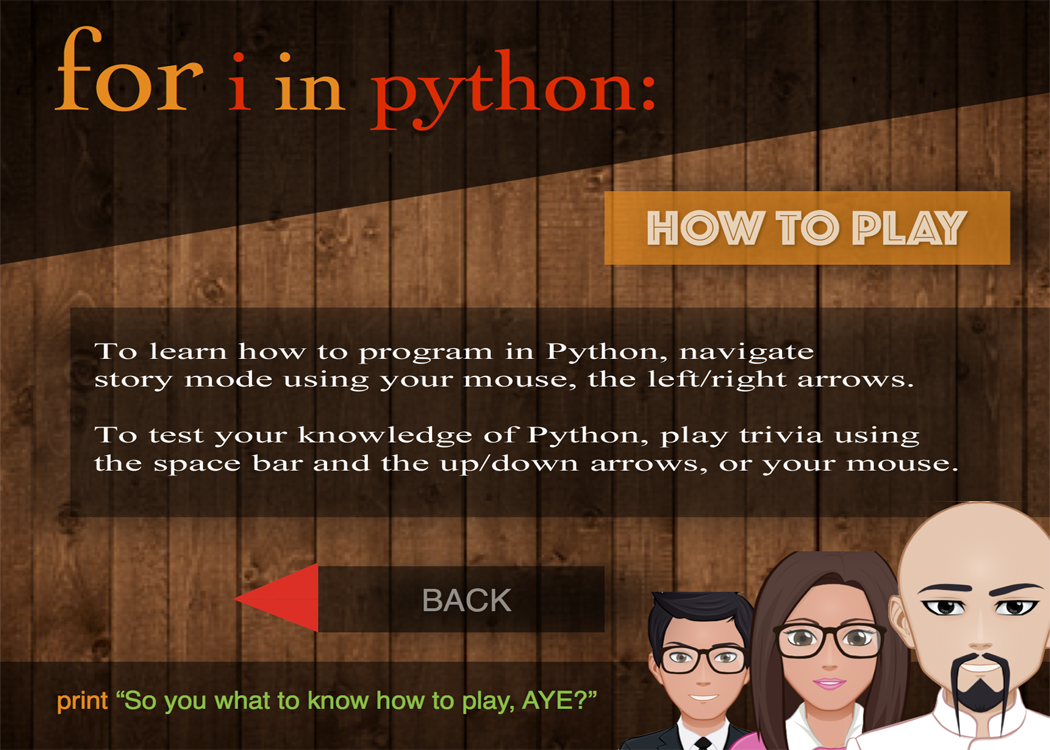 for i in python:
HOW TO PLAY
To learn how to program in Python, navigate
story mode using your mouse, the left/right arrows.
To test your knowledge of Python, play trivia using
the space bar and the up/down arrows, or your mouse.
BACK
print “So you what to know how to play, AYE?”